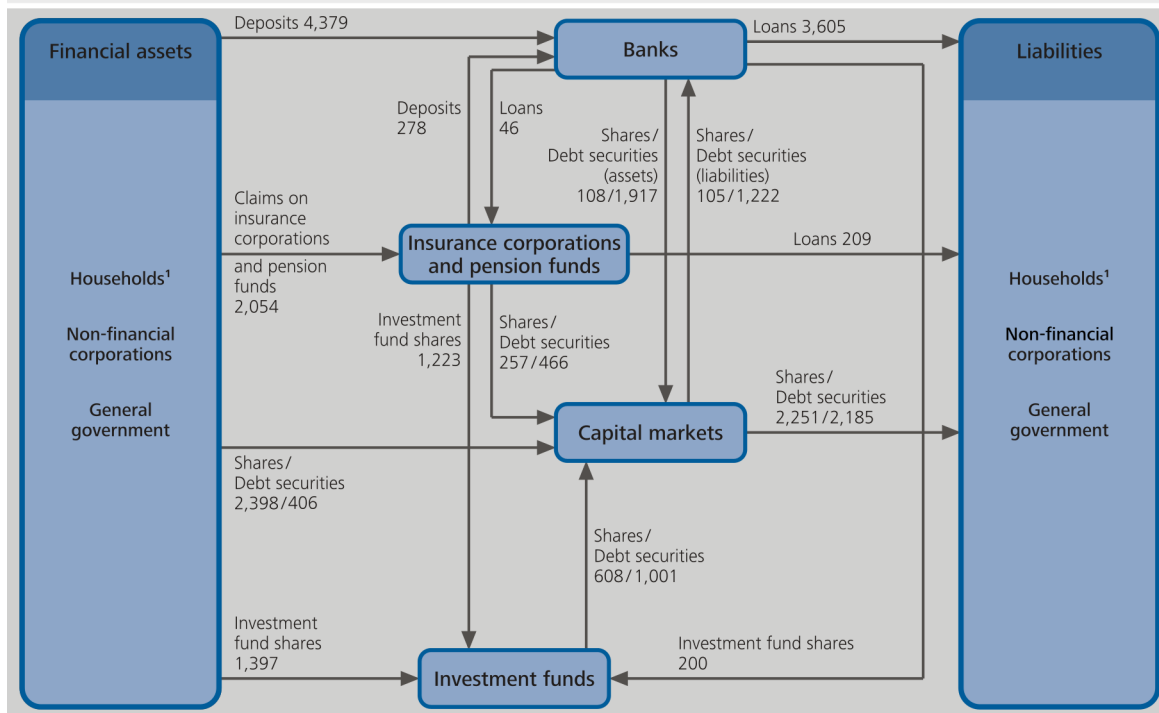 Financial assets
Households¹
Non-financial
corporations
General
government
Deposits 4,379
Banks
Loans 3,605
Liabilities
Households¹
Non-financial
corporations
General
government
Deposits
278
Loans
46
Shares/
Debt securities
(assets)
108/1,917
Shares/
Debt securities
(liabilities)
105/1,222
Claims on
insurance
corporations
and pension
funds
2,054
Insurance corporations
and pension funds
Loans 209
Investment
fund shares
1,223
Shares/
Debt securities
257/466
Capital markets
Shares/
Debt securities
2,251/2,185
Shares/
Debt securities
2,398/406
Shares/
Debt securities
608/1,001
Investment
fund shares
1,397
Investment funds
Investment fund shares
200